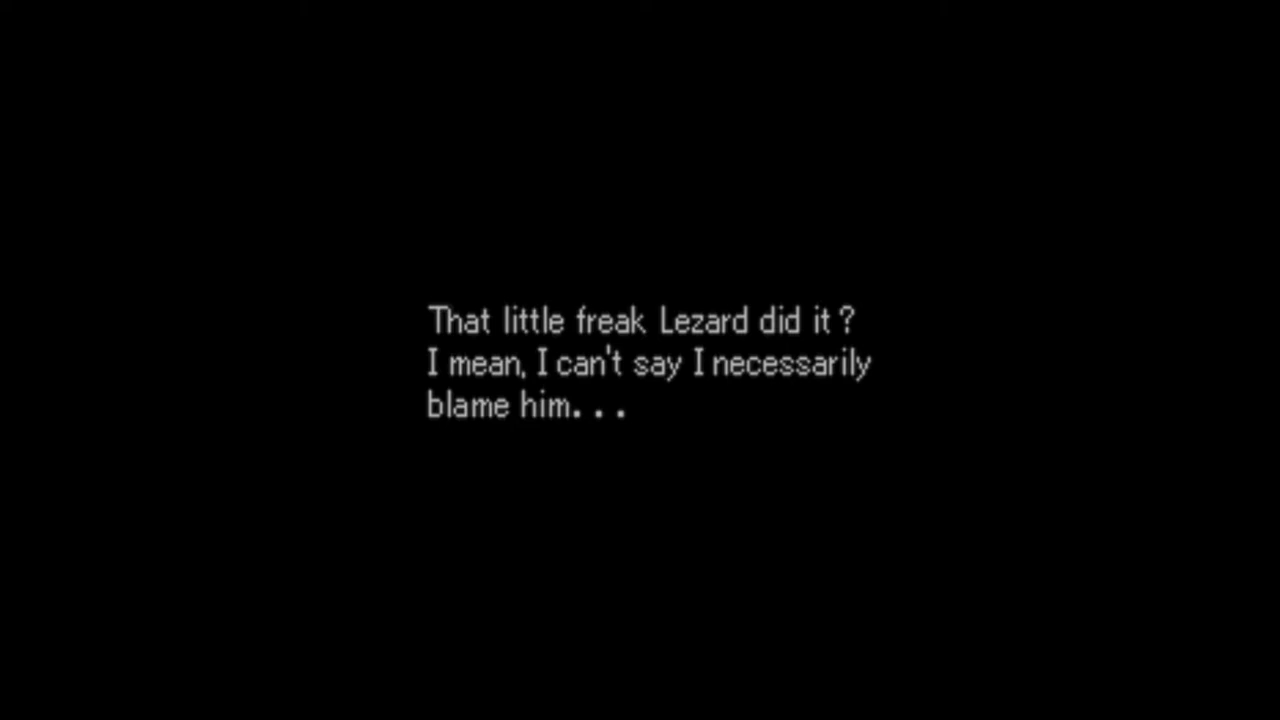 That little freak Lezard did it?
I mean, I can't say I necessarily
blame him...